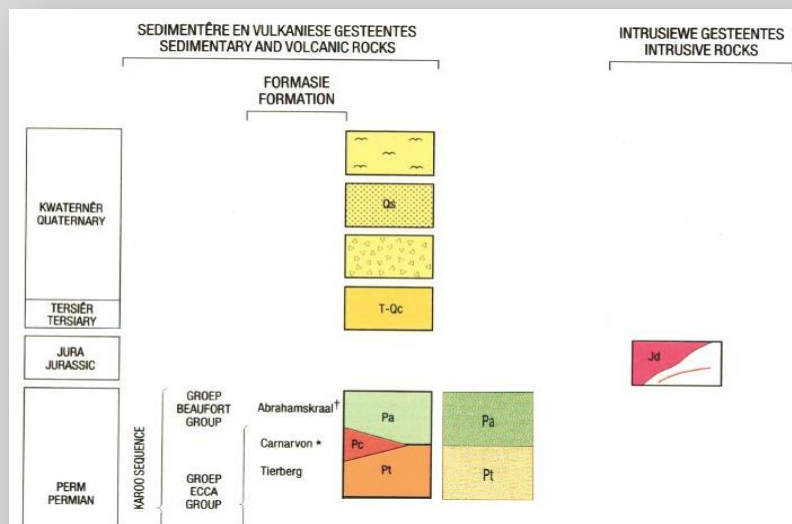 SEDIMENTÊRE EN VULKANIESE GESTEENTES
SEDIMENTARY AND VOLCANIC ROCKS
INTRUSIEWE GESTEENTES
INTRUSIVE ROCKS
FORMASIE
FORMATION
KWATERNÊR
QUATERNARY
Qs
TERSIÊR
TERTIARY
T-Qc
JURA
JURASSIC
Jd
PERM
PERMIAN
KAROO SEQUENCE
GROEP
BEAUFORT
GROUP
Abrahamskraal†
Pa
Pa
Carnarvon *
Pc
GROEP
ECCA
GROUP
Tierberg
Pt
Pt